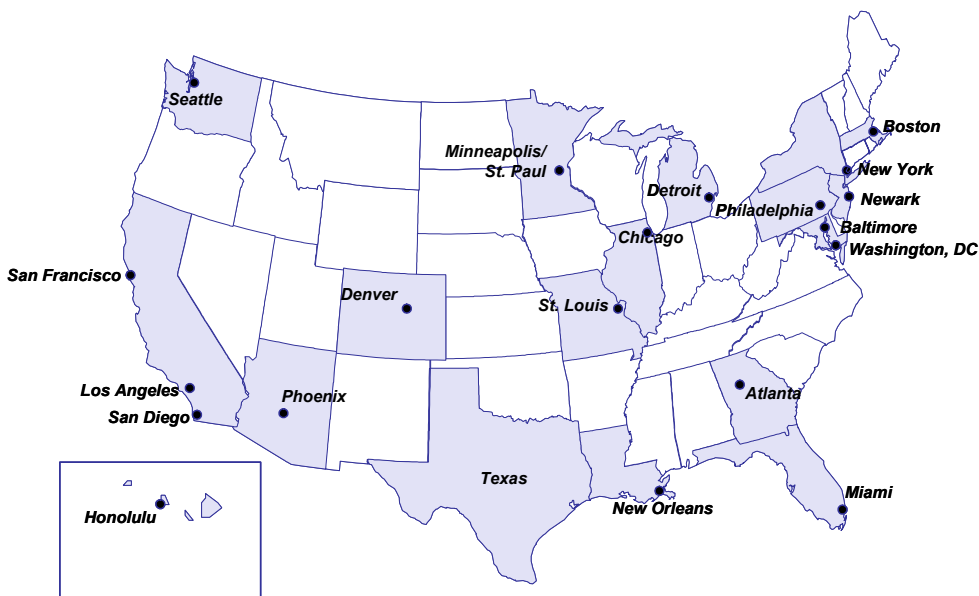 Seattle
Boston
Minneapolis/
St. Paul
New York
Detroit
Newark
Philadelphia
Baltimore
Chicago
Washington, DC
San Francisco
Denver
St. Louis
Los Angeles
Phoenix
Atlanta
San Diego
Texas
Miami
New Orleans
Honolulu